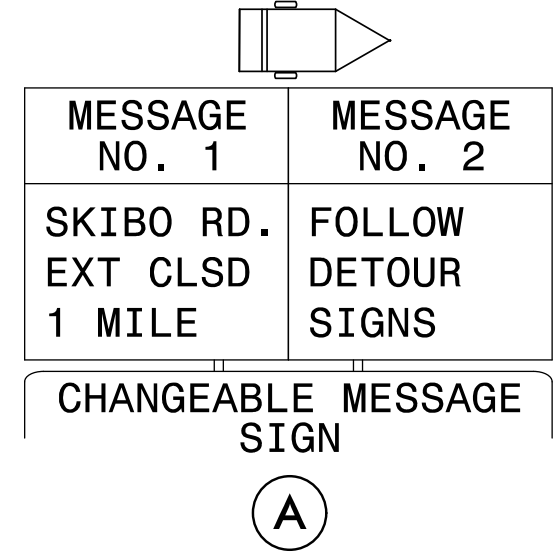 MESSAGE NO. 1
MESSAGE NO. 2
SKIBO RD.
EXT CLSD
1 MILE
FOLLOW
DETOUR
SIGNS
CHANGEABLE MESSAGE
SIGN
A